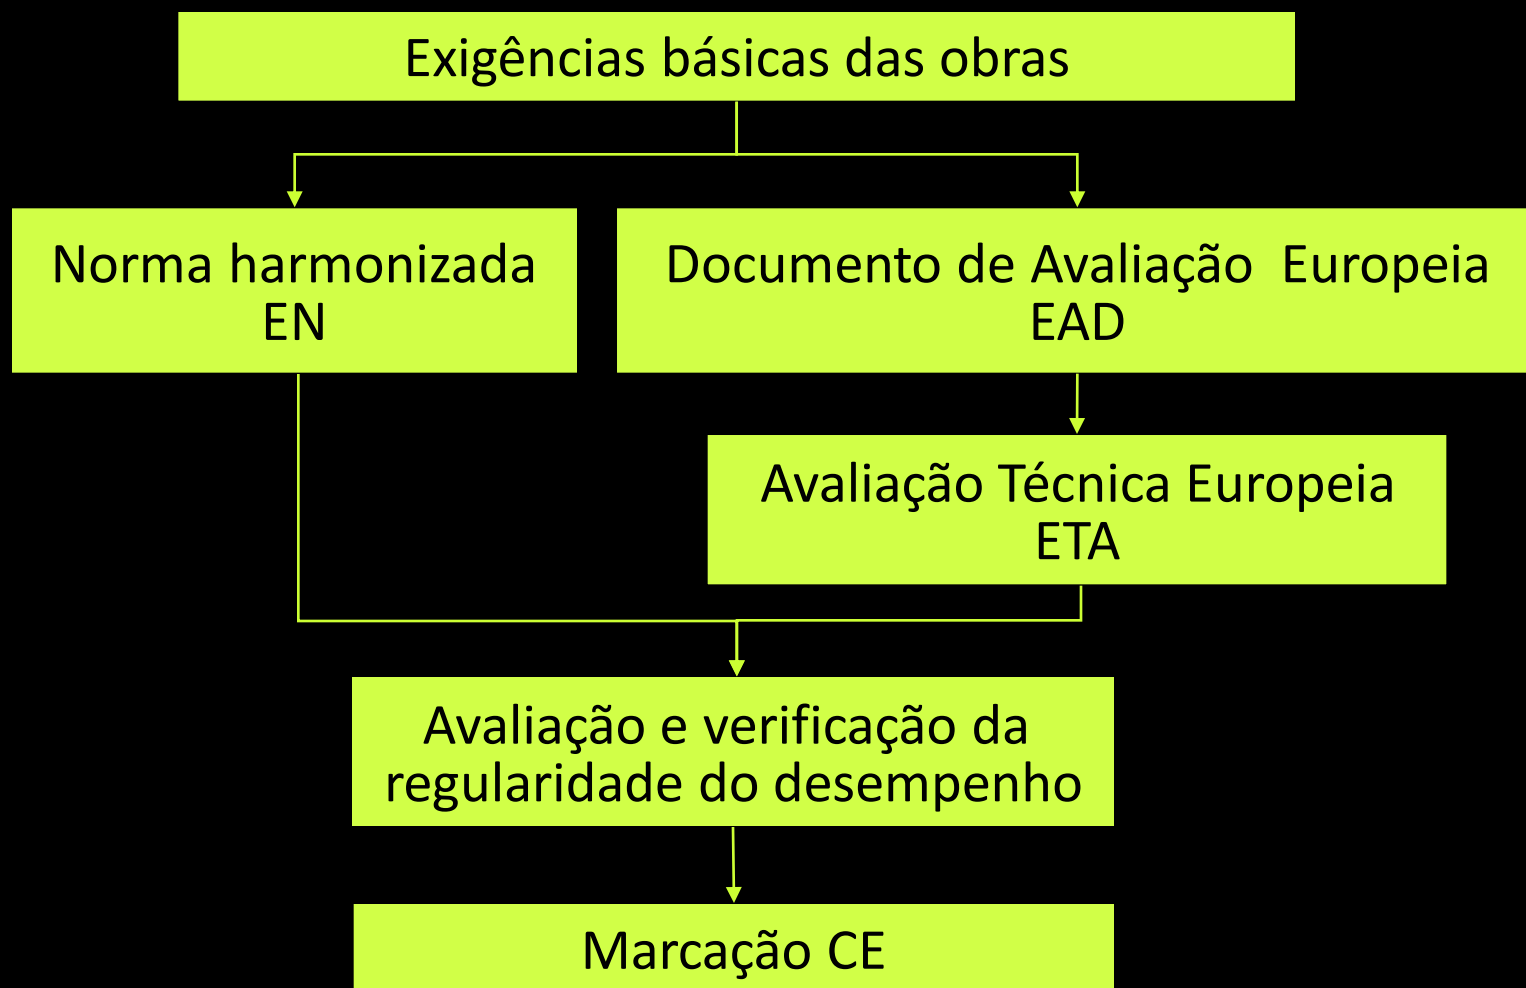 Exigências básicas das obras
Norma harmonizada
EN
Documento de Avaliação  Europeia
EAD
Avaliação Técnica Europeia
ETA
Avaliação e verificação da
regularidade do desempenho
Marcação CE